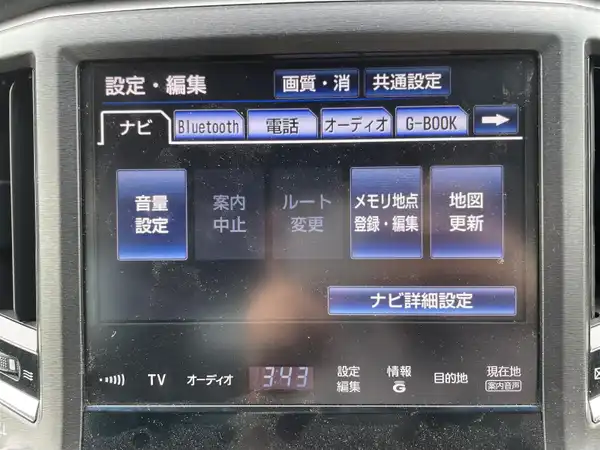 設定・編集 画質・消 共通設定
ナビ Bluetooth 電話 オーディオ G-BOOK
音量 案内 ルート メモリ地点 地図
設定 中止 変更 登録・編集 更新
ナビ詳細設定
TV オーディオ 3:43 設定 情報 目的地 現在地
編集 G 案内音声